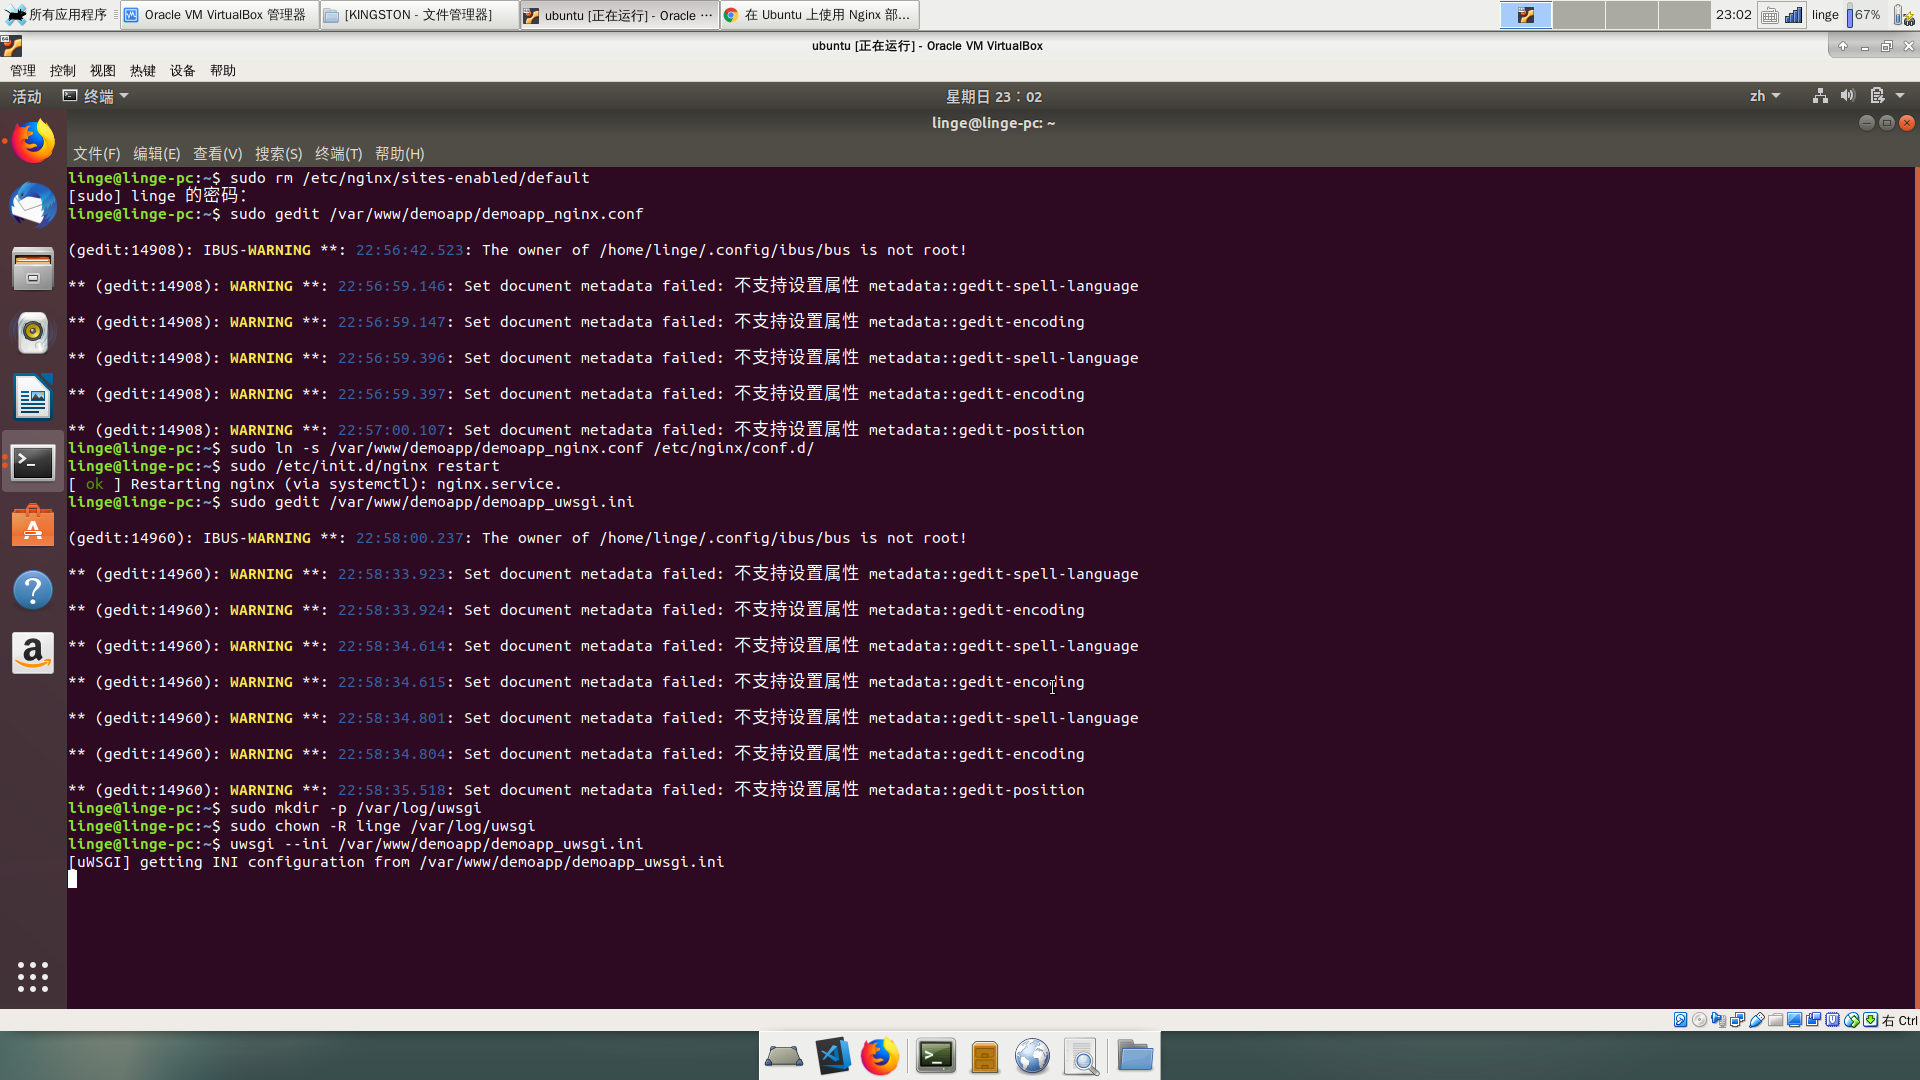 所有应用程序
Oracle VM VirtualBox 管理器
[KINGSTON - 文件管理器]
ubuntu [正在运行] - Oracle ...
在 Ubuntu 上使用 Nginx 部...
23:02
linge
67%
ubuntu [正在运行] - Oracle VM VirtualBox
管理 控制 视图 热键 设备 帮助
活动 终端 星期日 23：02 zh
linge@linge-pc: ~
文件(F) 编辑(E) 查看(V) 搜索(S) 终端(T) 帮助(H)
linge@linge-pc:~$ sudo rm /etc/nginx/sites-enabled/default
[sudo] linge 的密码：
linge@linge-pc:~$ sudo gedit /var/www/demoapp/demoapp_nginx.conf
(gedit:14908): IBUS-WARNING **: 22:56:42.523: The owner of /home/linge/.config/ibus/bus is not root!
** (gedit:14908): WARNING **: 22:56:59.146: Set document metadata failed: 不支持设置属性 metadata::gedit-spell-language
** (gedit:14908): WARNING **: 22:56:59.147: Set document metadata failed: 不支持设置属性 metadata::gedit-encoding
** (gedit:14908): WARNING **: 22:56:59.396: Set document metadata failed: 不支持设置属性 metadata::gedit-spell-language
** (gedit:14908): WARNING **: 22:56:59.397: Set document metadata failed: 不支持设置属性 metadata::gedit-encoding
** (gedit:14908): WARNING **: 22:57:00.107: Set document metadata failed: 不支持设置属性 metadata::gedit-position
linge@linge-pc:~$ sudo ln -s /var/www/demoapp/demoapp_nginx.conf /etc/nginx/conf.d/
linge@linge-pc:~$ sudo /etc/init.d/nginx restart
[ ok ] Restarting nginx (via systemctl): nginx.service.
linge@linge-pc:~$ sudo gedit /var/www/demoapp/demoapp_uwsgi.ini
(gedit:14960): IBUS-WARNING **: 22:58:00.237: The owner of /home/linge/.config/ibus/bus is not root!
** (gedit:14960): WARNING **: 22:58:33.923: Set document metadata failed: 不支持设置属性 metadata::gedit-spell-language
** (gedit:14960): WARNING **: 22:58:33.924: Set document metadata failed: 不支持设置属性 metadata::gedit-encoding
** (gedit:14960): WARNING **: 22:58:34.614: Set document metadata failed: 不支持设置属性 metadata::gedit-spell-language
** (gedit:14960): WARNING **: 22:58:34.615: Set document metadata failed: 不支持设置属性 metadata::gedit-encoding
** (gedit:14960): WARNING **: 22:58:34.801: Set document metadata failed: 不支持设置属性 metadata::gedit-spell-language
** (gedit:14960): WARNING **: 22:58:34.804: Set document metadata failed: 不支持设置属性 metadata::gedit-encoding
** (gedit:14960): WARNING **: 22:58:35.518: Set document metadata failed: 不支持设置属性 metadata::gedit-position
linge@linge-pc:~$ sudo mkdir -p /var/log/uwsgi
linge@linge-pc:~$ sudo chown -R linge /var/log/uwsgi
linge@linge-pc:~$ uwsgi --ini /var/www/demoapp/demoapp_uwsgi.ini
[uWSGI] getting INI configuration from /var/www/demoapp/demoapp_uwsgi.ini
右 Ctrl